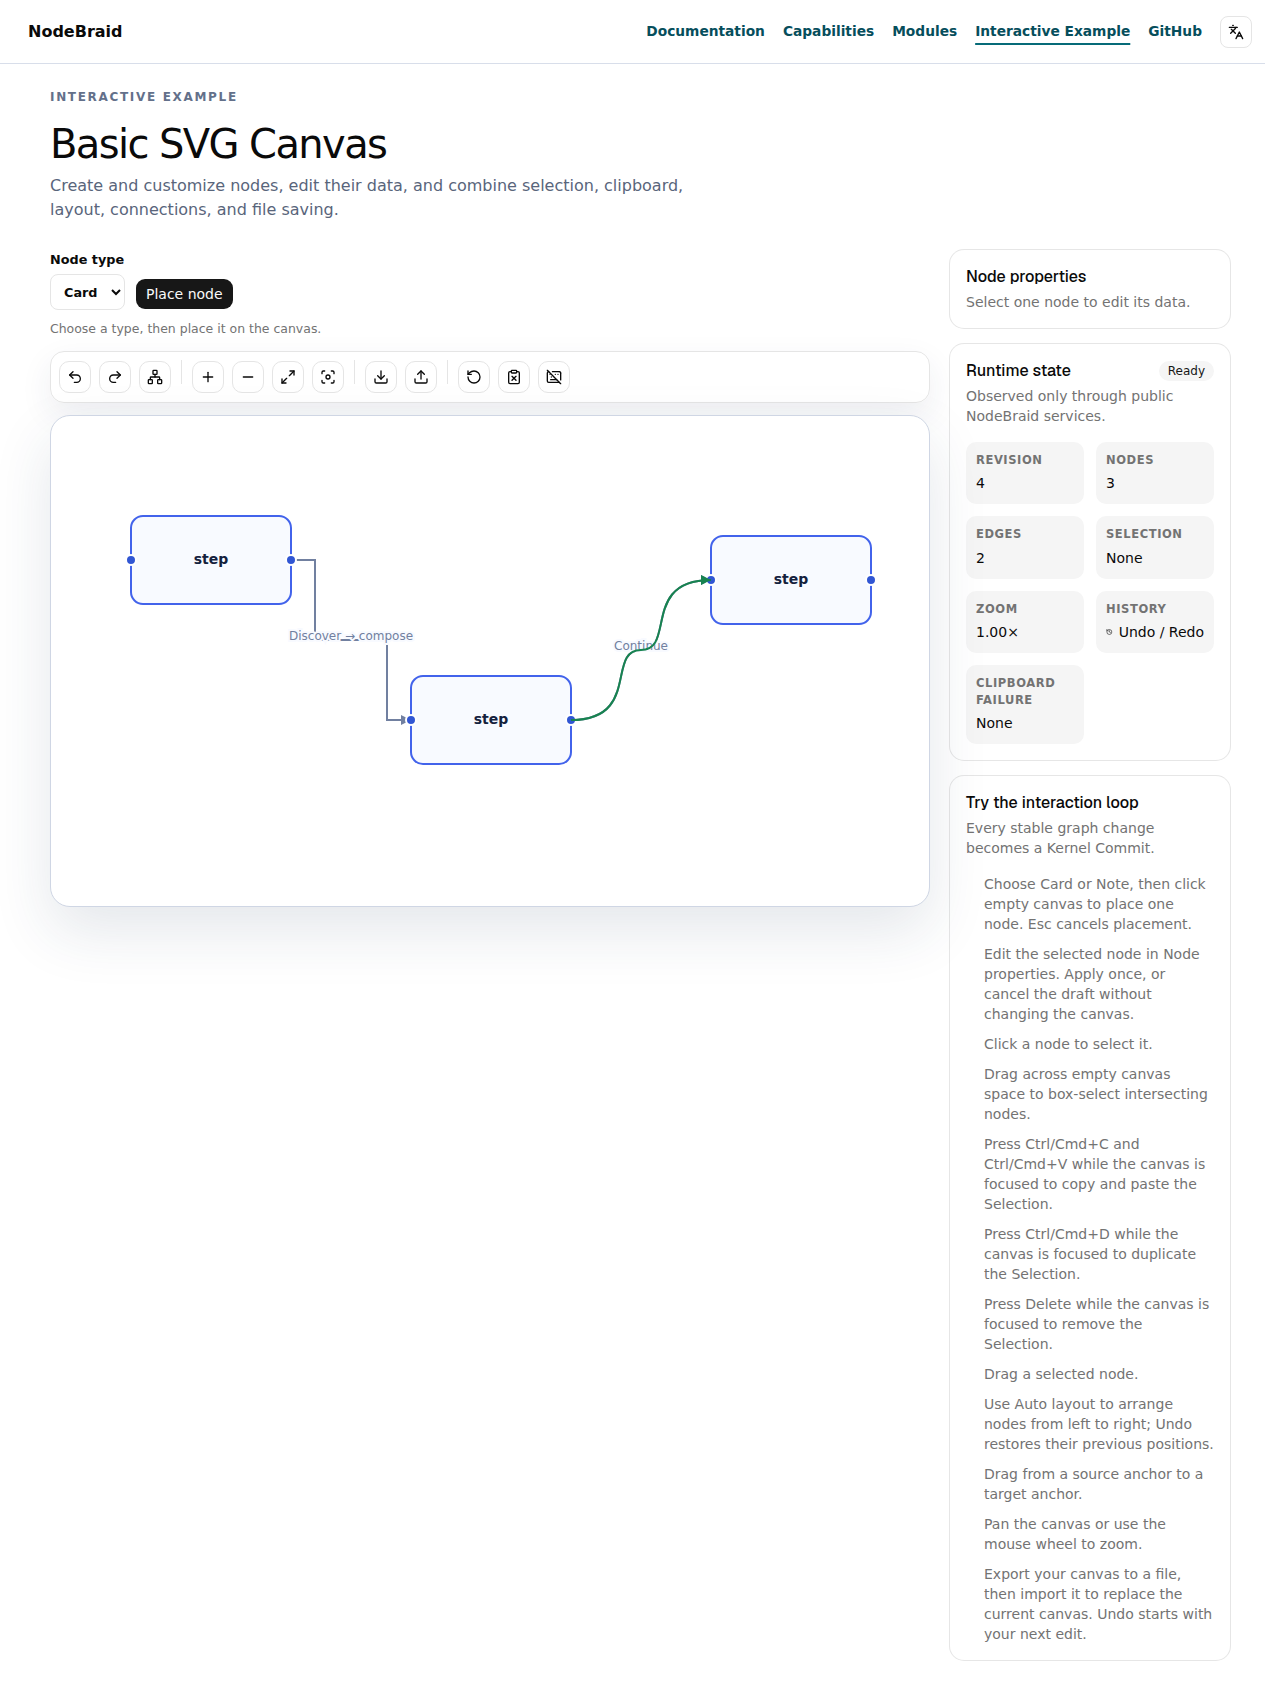 NodeBraid
Documentation
Capabilities
Modules
Interactive Example
GitHub
INTERACTIVE EXAMPLE
Basic SVG Canvas
Create and customize nodes, edit their data, and combine selection, clipboard,
layout, connections, and file saving.
Node type
Card
Place node
Choose a type, then place it on the canvas.
step
Discover → compose
step
Continue
step
Node properties
Select one node to edit its data.
Runtime state
Ready
Observed only through public
NodeBraid services.
REVISION
4
NODES
3
EDGES
2
SELECTION
None
ZOOM
1.00×
HISTORY
Undo / Redo
CLIPBOARD
FAILURE
None
Try the interaction loop
Every stable graph change
becomes a Kernel Commit.
Choose Card or Note, then click
empty canvas to place one
node. Esc cancels placement.
Edit the selected node in Node
properties. Apply once, or
cancel the draft without
changing the canvas.
Click a node to select it.
Drag across empty canvas
space to box-select intersecting
nodes.
Press Ctrl/Cmd+C and
Ctrl/Cmd+V while the canvas is
focused to copy and paste the
Selection.
Press Ctrl/Cmd+D while the
canvas is focused to duplicate
the Selection.
Press Delete while the canvas is
focused to remove the
Selection.
Drag a selected node.
Use Auto layout to arrange
nodes from left to right; Undo
restores their previous positions.
Drag from a source anchor to a
target anchor.
Pan the canvas or use the
mouse wheel to zoom.
Export your canvas to a file,
then import it to replace the
current canvas. Undo starts with
your next edit.